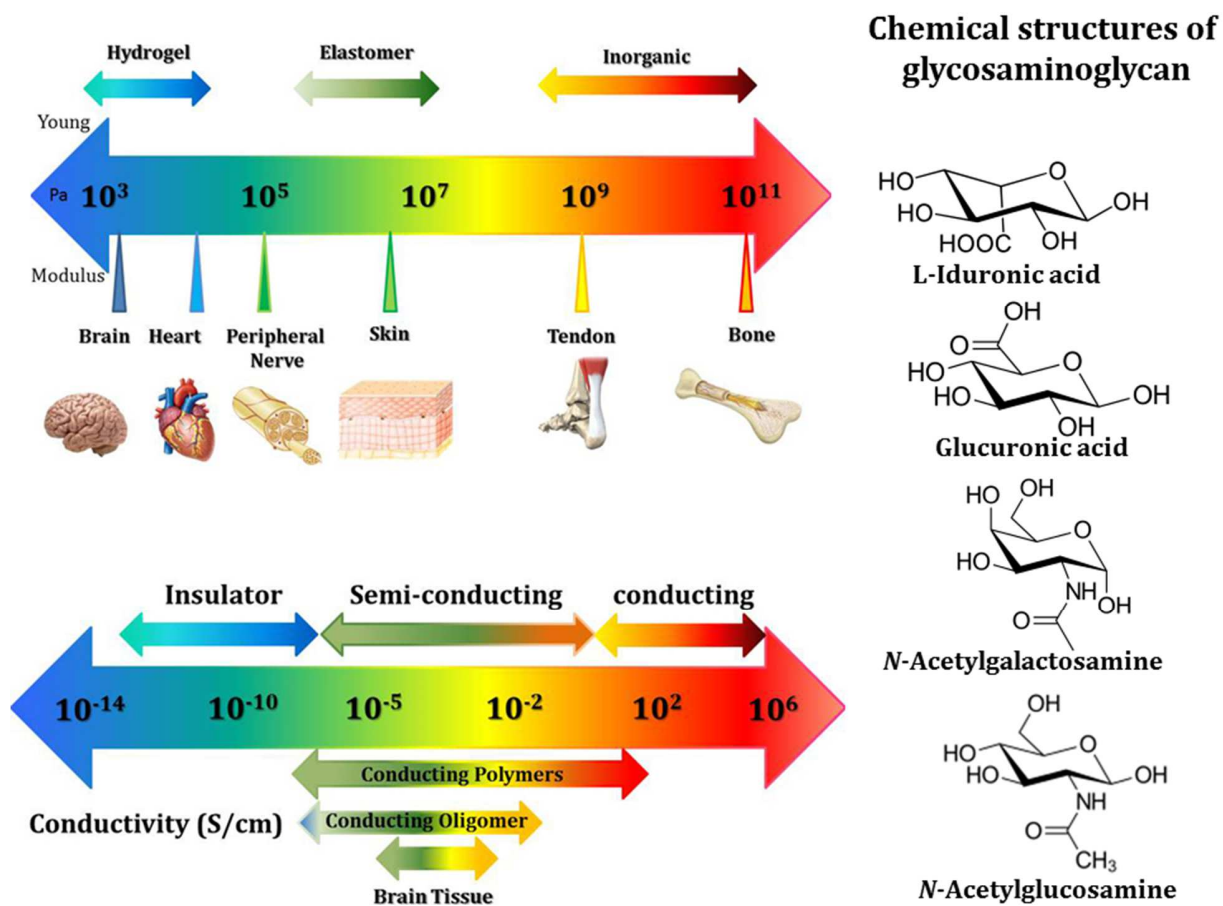 Hydrogel
Elastomer
Inorganic
Young
Pa
10³
10⁵
10⁷
10⁹
10¹¹
Modulus
Brain
Heart
Peripheral
Nerve
Skin
Tendon
Bone
Insulator
Semi-conducting
conducting
10⁻¹⁴
10⁻¹⁰
10⁻⁵
10⁻²
10²
10⁶
Conducting Polymers
Conductivity (S/cm)
Conducting Oligomer
Brain Tissue
Chemical structures of
glycosaminoglycan
HO
O
HO
OH
HOOC
OH
L-Iduronic acid
OH
O
HO
O
HO
OH
OH
Glucuronic acid
HO
OH
O
HO
NH
OH
O
N-Acetylgalactosamine
OH
HO
O
HO
OH
NH
O
CH₃
N-Acetylglucosamine